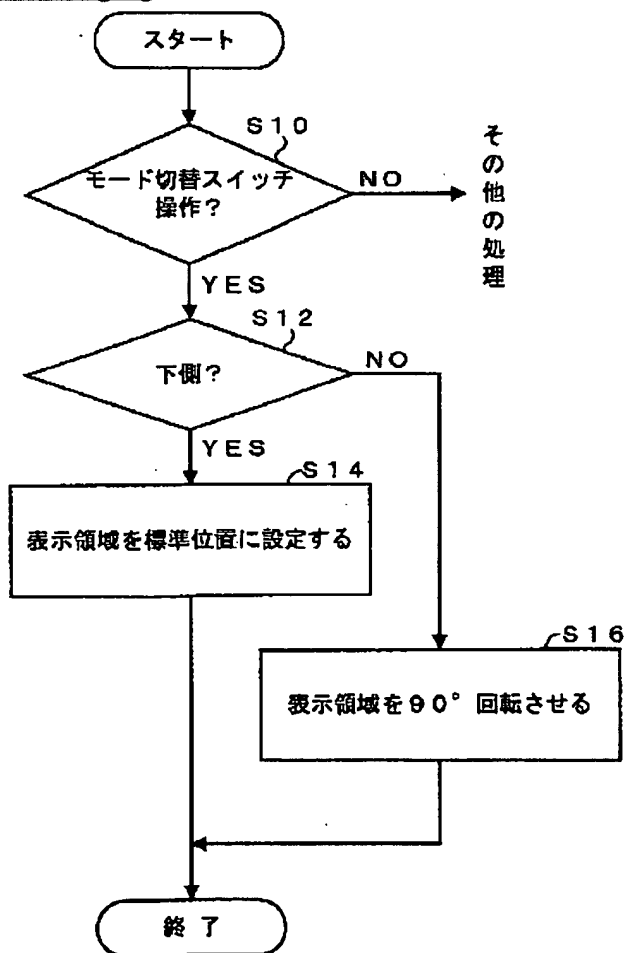 スタート
S10
モード切替スイッチ
操作?
NO
その他の処理
YES
S12
下側?
NO
YES
S14
表示領域を標準位置に設定する
S16
表示領域を90°回転させる
終了